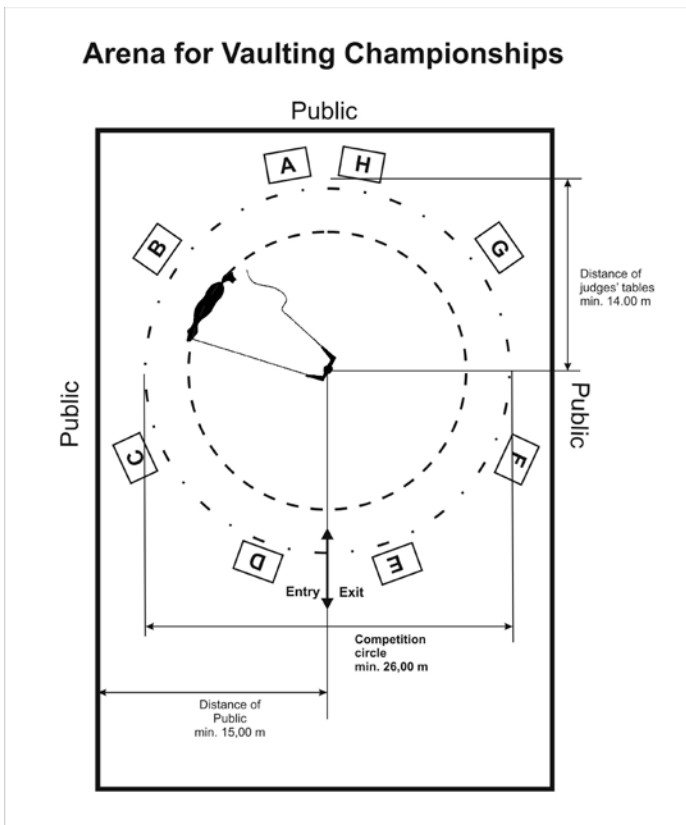 Arena for Vaulting Championships
Public
A
H
B
G
Distance of
judges' tables
min. 14.00 m
Public
Public
C
F
D
E
Entry
Exit
Competition
circle
min. 26,00 m
Distance of
Public
min. 15,00 m